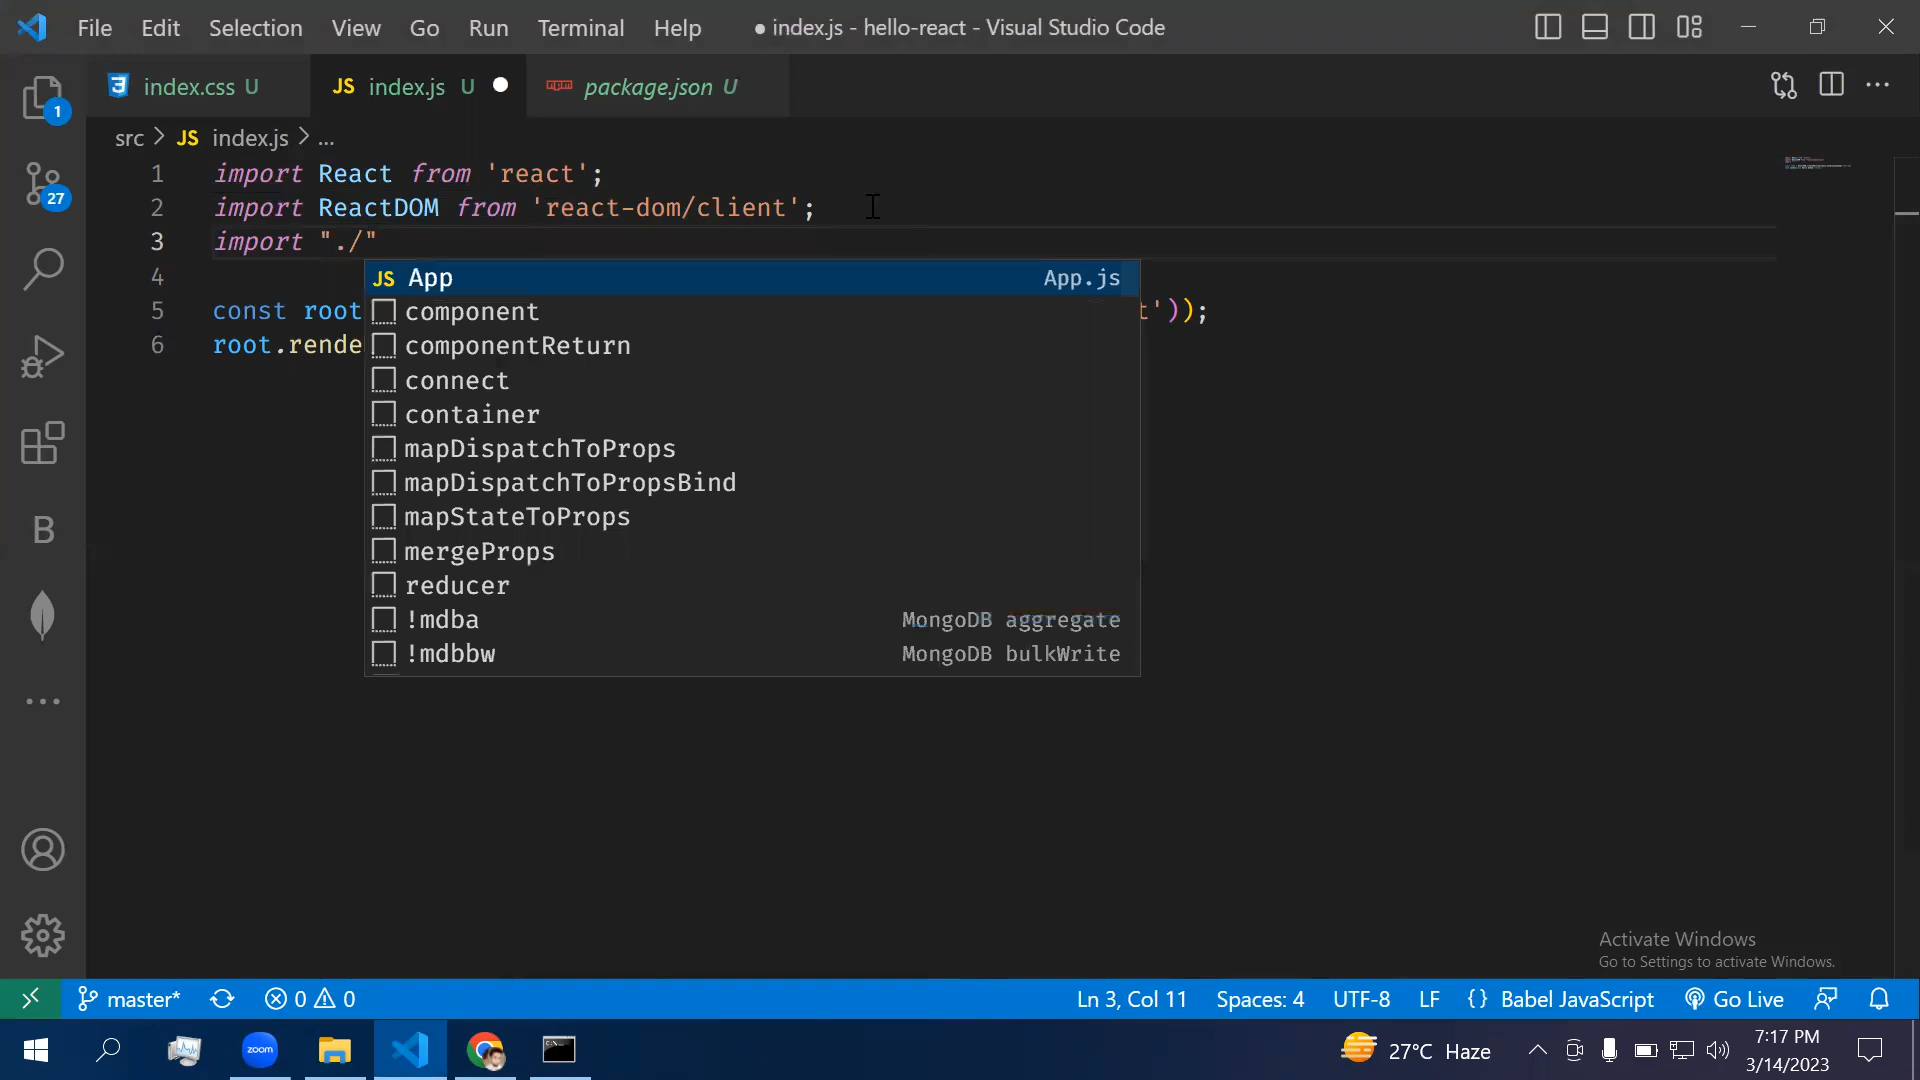 File Edit Selection View Go Run Terminal Help ● index.js - hello-react - Visual Studio Code
index.css U JS index.js U package.json U
src > JS index.js > ...
1 import React from 'react';
2 import ReactDOM from 'react-dom/client';
3 import "./"
JS App App.js
4
component
5 const root t'));
componentReturn
6 root.rende
connect
container
mapDispatchToProps
mapDispatchToPropsBind
mapStateToProps
mergeProps
reducer
!mdba MongoDB aggregate
!mdbbw MongoDB bulkWrite
1
27
B
Activate Windows
Go to Settings to activate Windows.
master* 0 0 Ln 3, Col 11 Spaces: 4 UTF-8 LF {} Babel JavaScript Go Live
zoom 27°C Haze 7:17 PM
3/14/2023